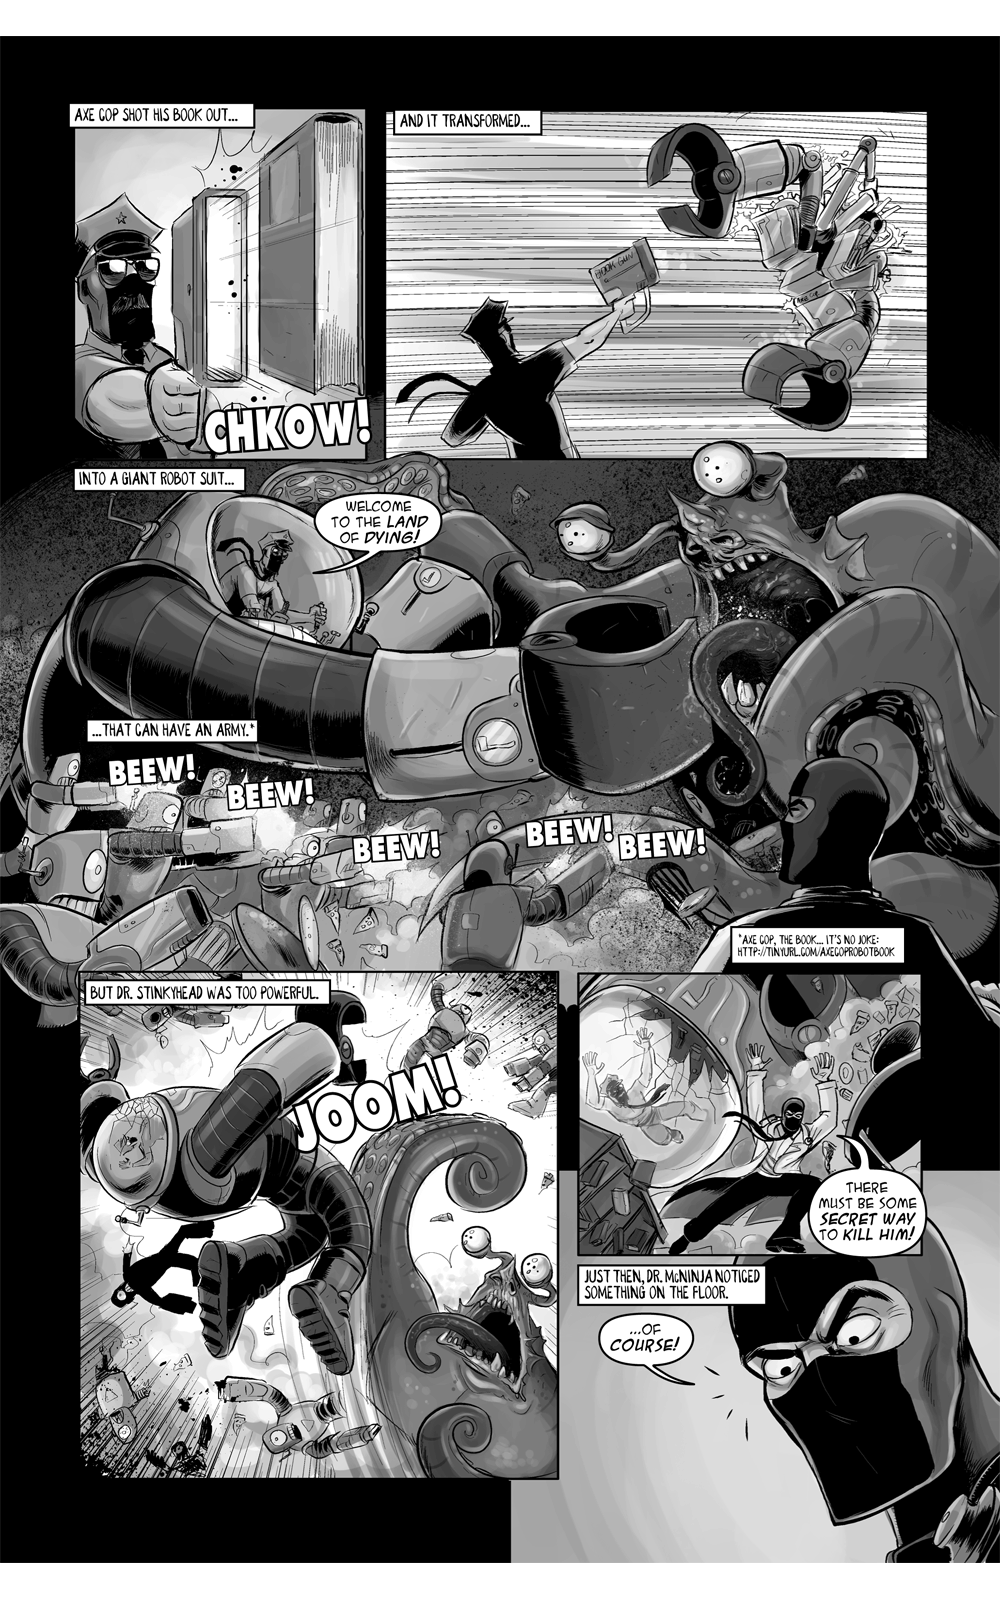 AXE COP SHOT HIS BOOK OUT...
CHKOW!
AND IT TRANSFORMED...
BOOK GUN
INTO A GIANT ROBOT SUIT...
WELCOME
TO THE LAND
OF DYING!
...THAT CAN HAVE AN ARMY.*
BEEW!
BEEW!
BEEW!
BEEW!
BEEW!
*AXE COP, THE BOOK... IT'S NO JOKE:
HTTP://TINYURL.COM/AXECOPROBOTBOOK
BUT DR. STINKYHEAD WAS TOO POWERFUL.
JOOM!
THERE
MUST BE SOME
SECRET WAY
TO KILL HIM!
JUST THEN, DR. McNINJA NOTICED
SOMETHING ON THE FLOOR.
...OF
COURSE!